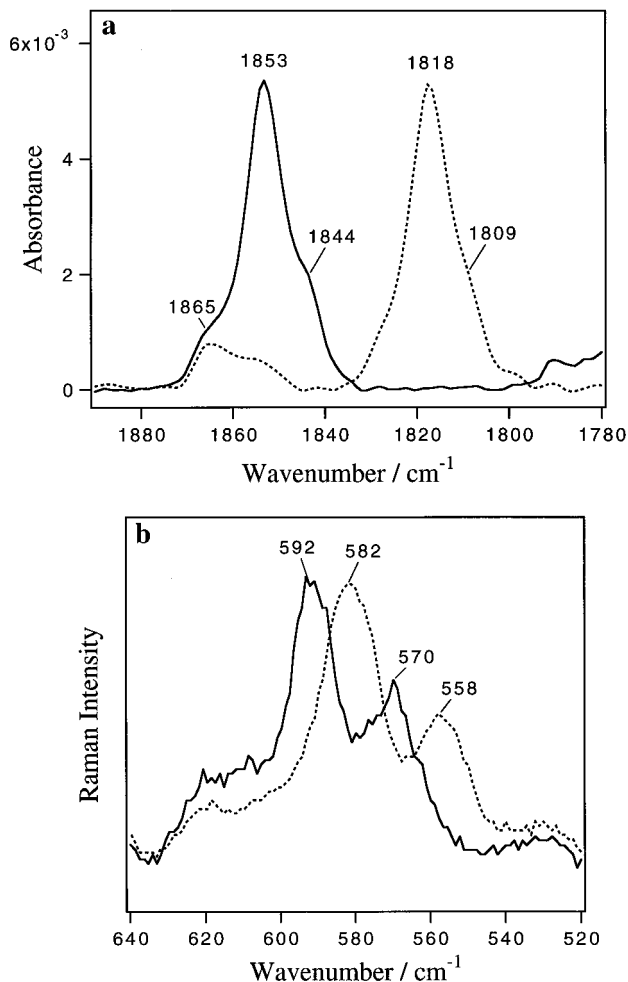 a
6x10⁻³
1853
1818
4
Absorbance
1844
1809
2
1865
0
1880 1860 1840 1820 1800 1780
Wavenumber / cm⁻¹
b
592 582
570
558
Raman Intensity
640 620 600 580 560 540 520
Wavenumber / cm⁻¹